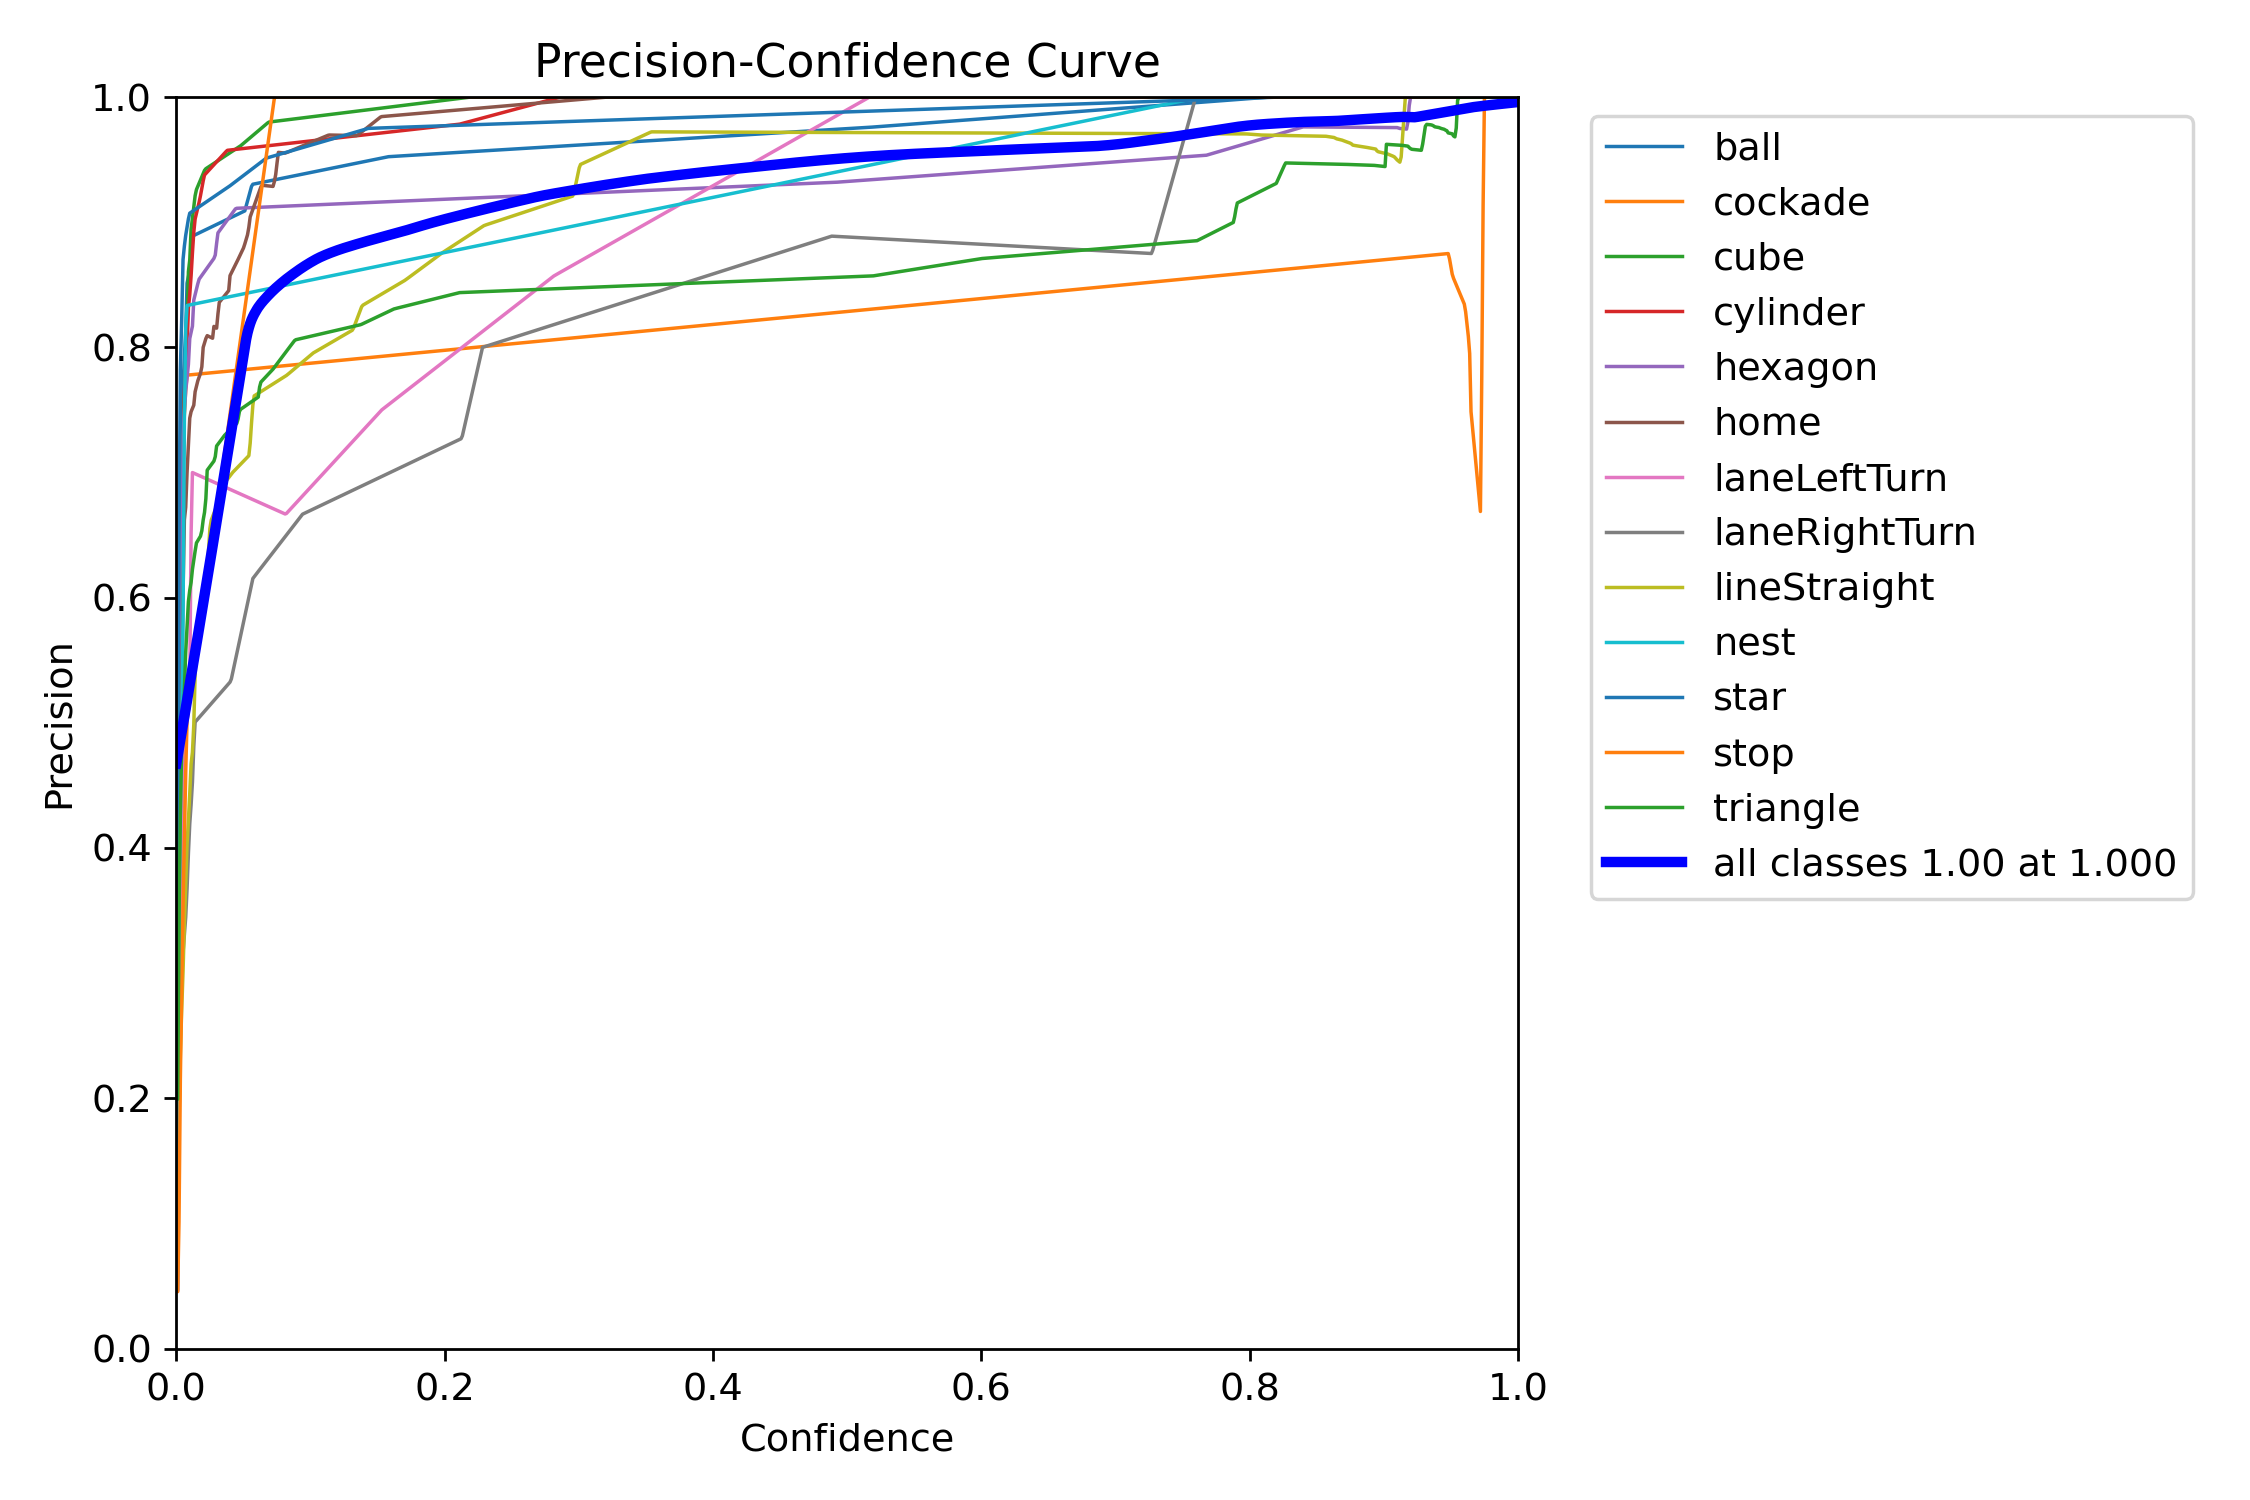 Precision-Confidence Curve
1.0
0.8
0.6
0.4
0.2
0.0
Precision
0.0 0.2 0.4 0.6 0.8 1.0
Confidence
ball
cockade
cube
cylinder
hexagon
home
laneLeftTurn
laneRightTurn
lineStraight
nest
star
stop
triangle
all classes 1.00 at 1.000